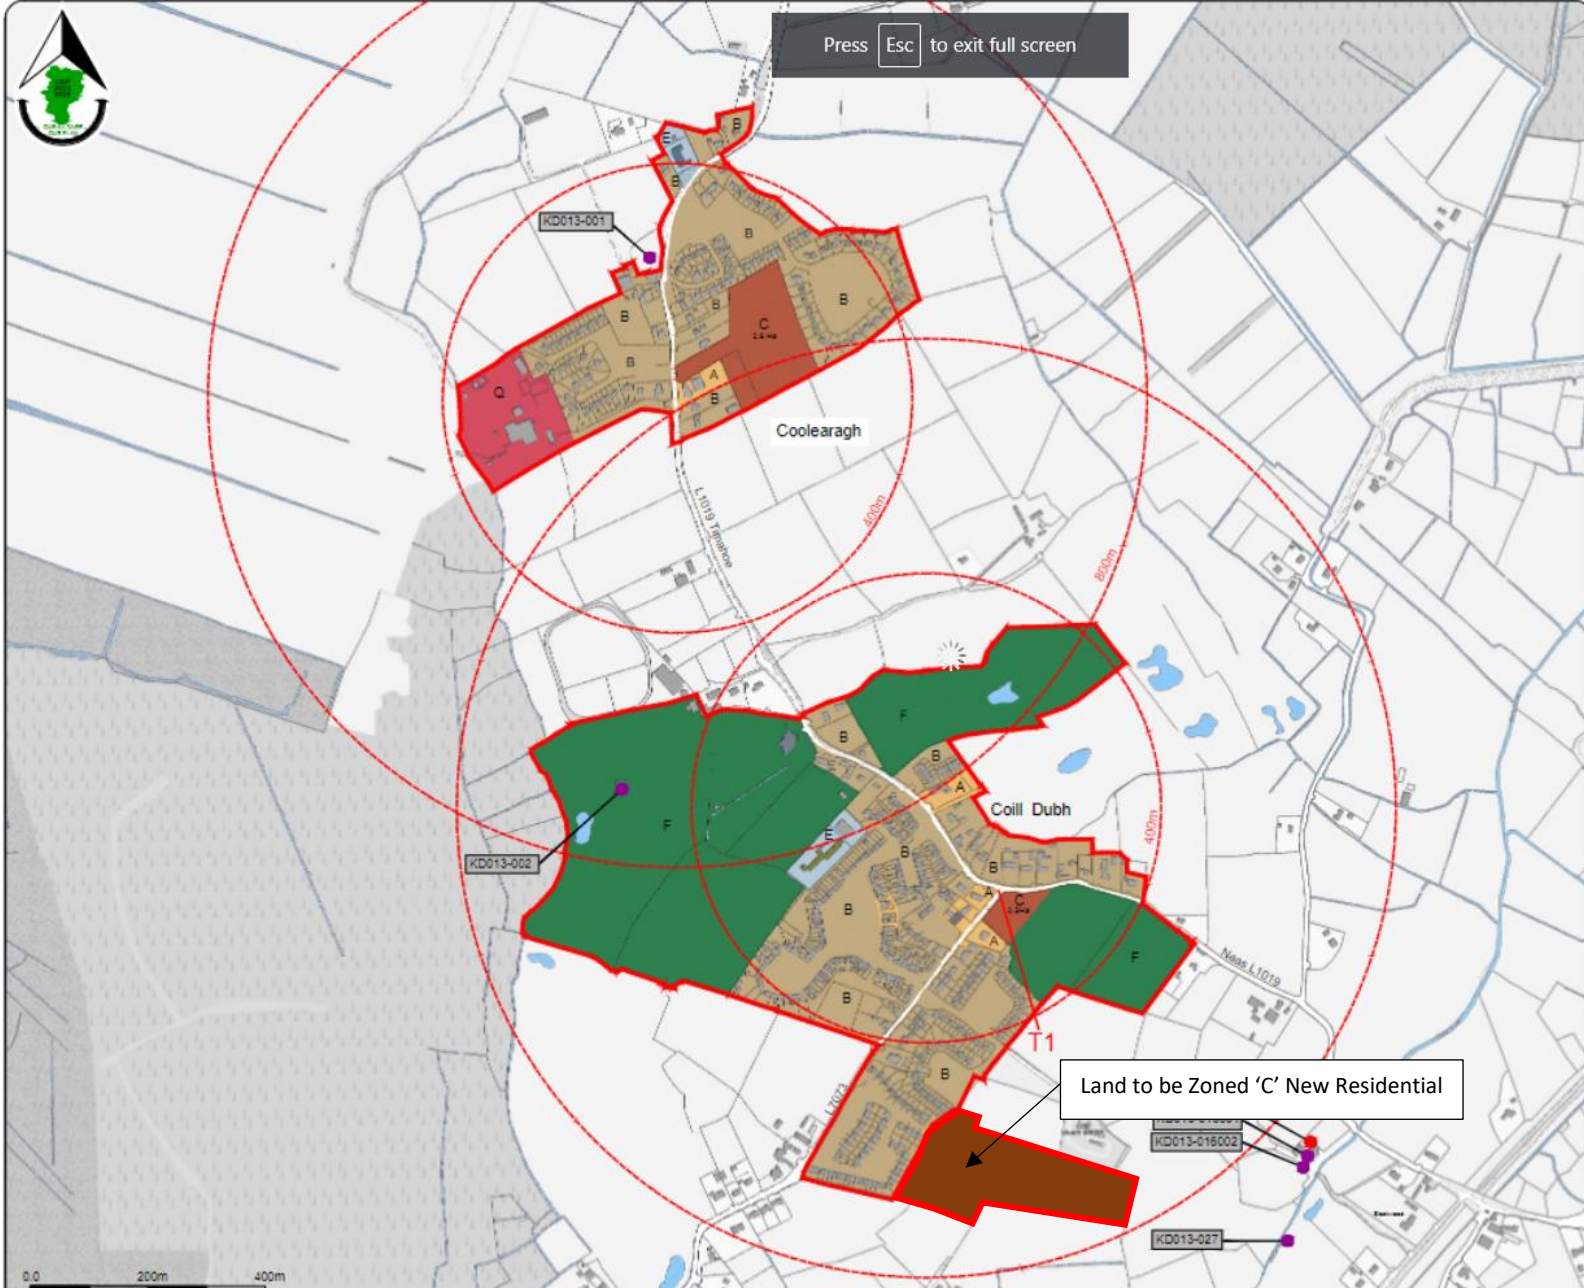 Press Esc to exit full screen
B
E
B
KD013-001
B
B
B
B
C
B
Q
A
B
Coolearagh
L1019 Timahoe
400m
800m
F
B
B
A
Coill Dubh
400m
E
F
B
B
KD013-002
A
C
B
A
F
Naas L1019
B
T1
B
Land to be Zoned ‘C’ New Residential
L7073
KD013-015002
KD013-027
0.0 200m 400m